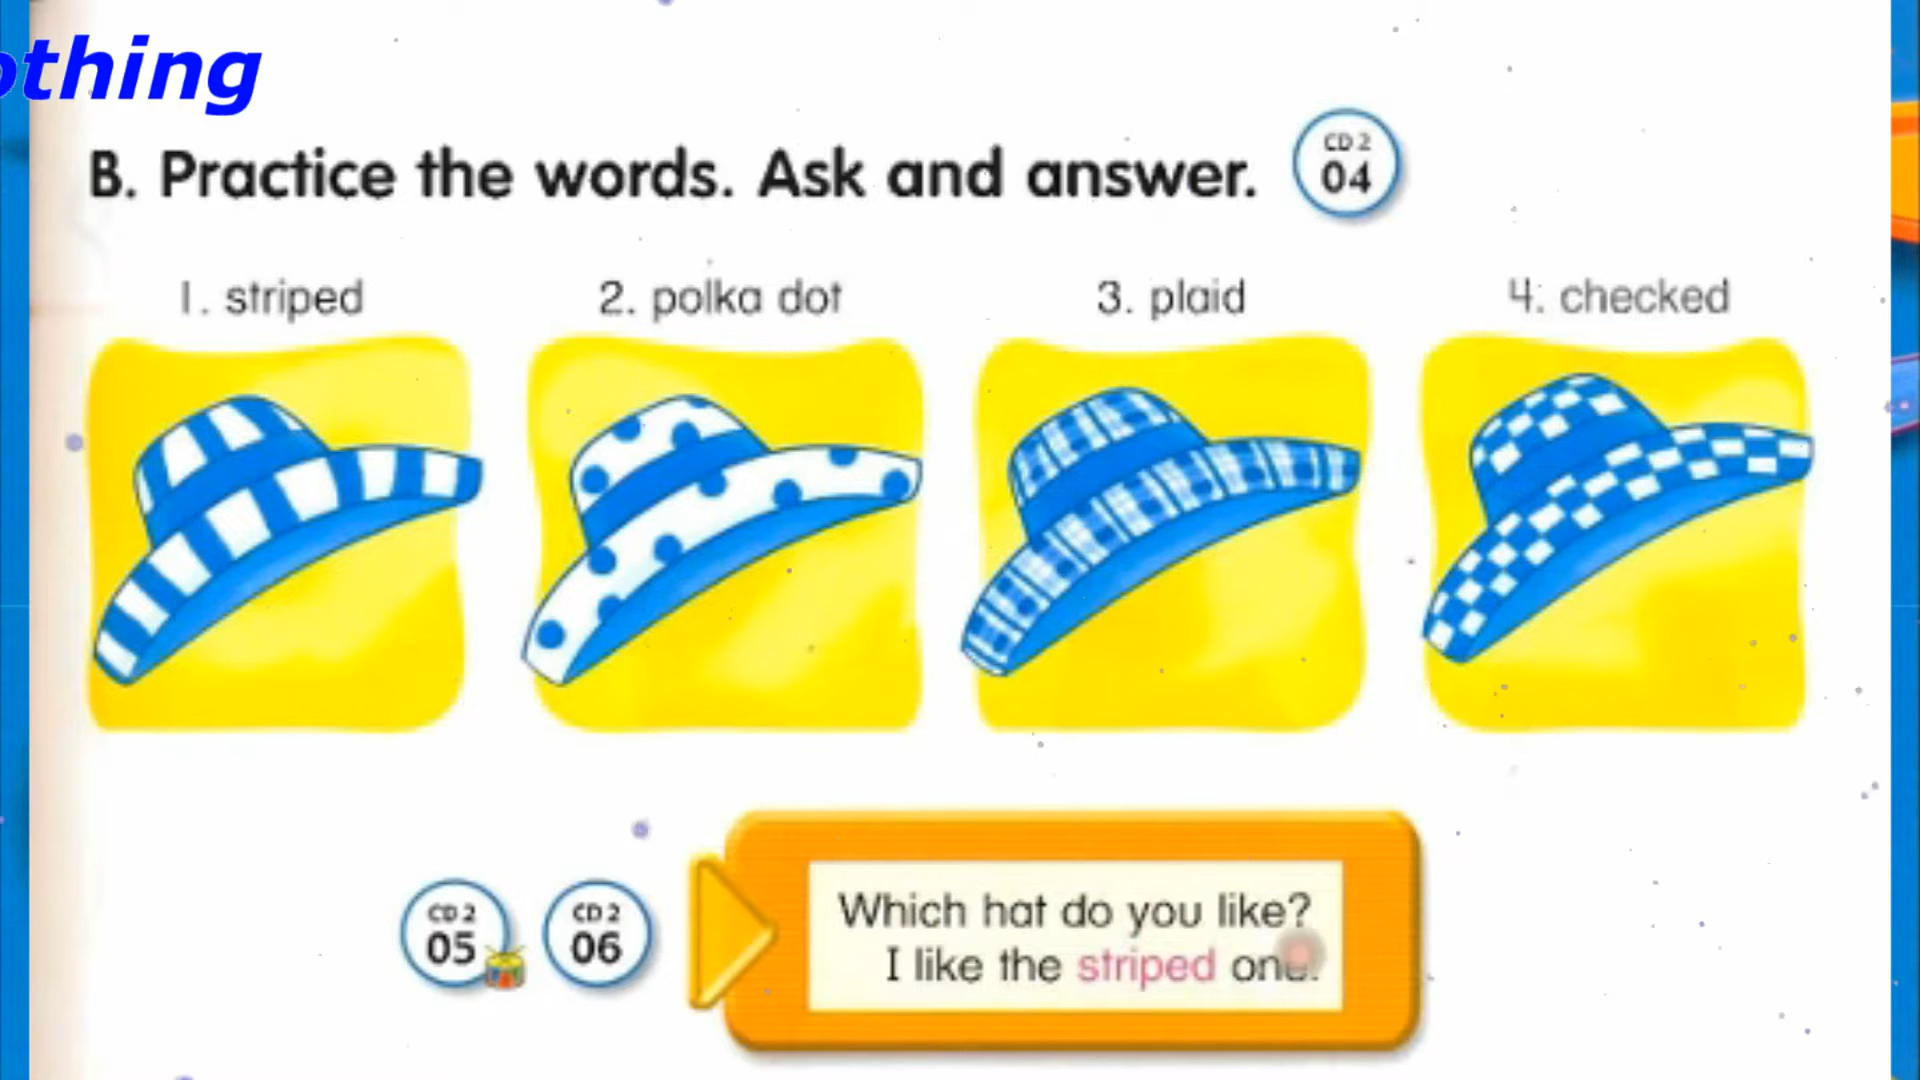 othing
B. Practice the words. Ask and answer.
CD 2
04
1. striped
2. polka dot
3. plaid
4. checked
CD 2
05
CD 2
06
Which hat do you like?
I like the striped one.